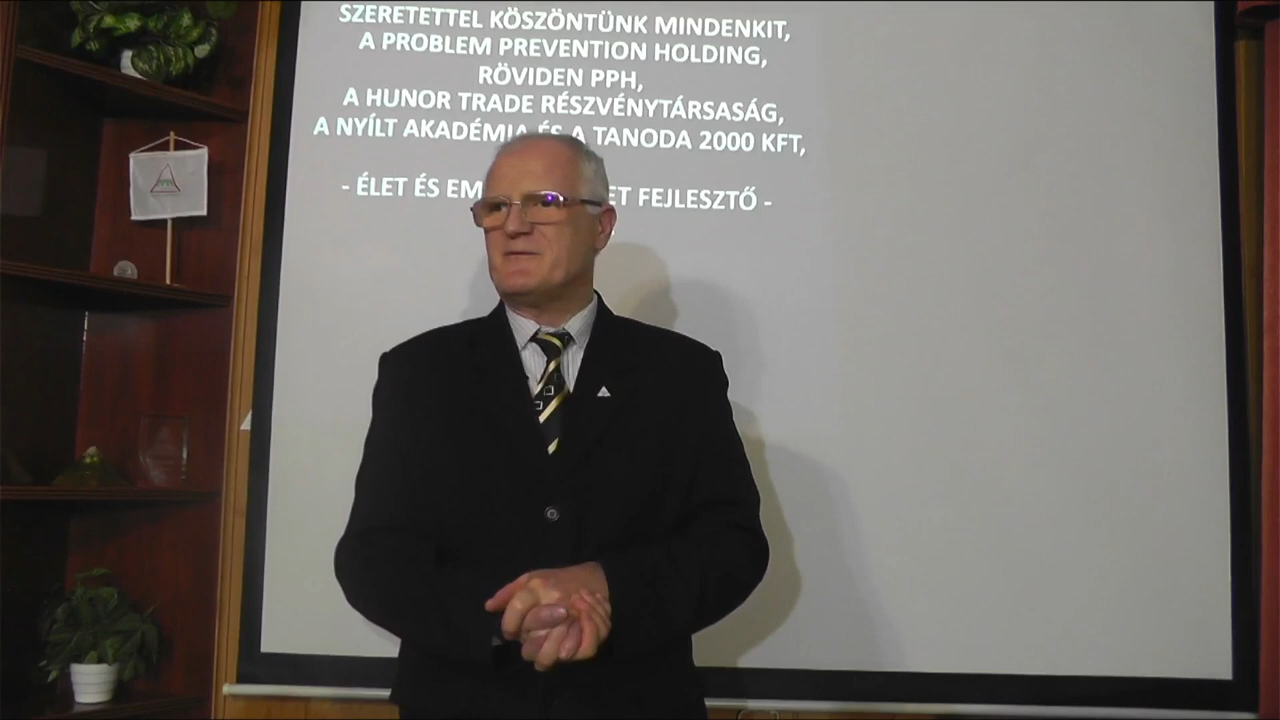 SZERETETTEL KÖSZÖNTÜNK MINDENKIT,
A PROBLEM PREVENTION HOLDING,
RÖVIDEN PPH,
A HUNOR TRADE RÉSZVÉNYTÁRSASÁG,
A NYÍLT AKADÉMIA ÉS A TANODA 2000 KFT,
- ÉLET ÉS FEJLESZTŐ -